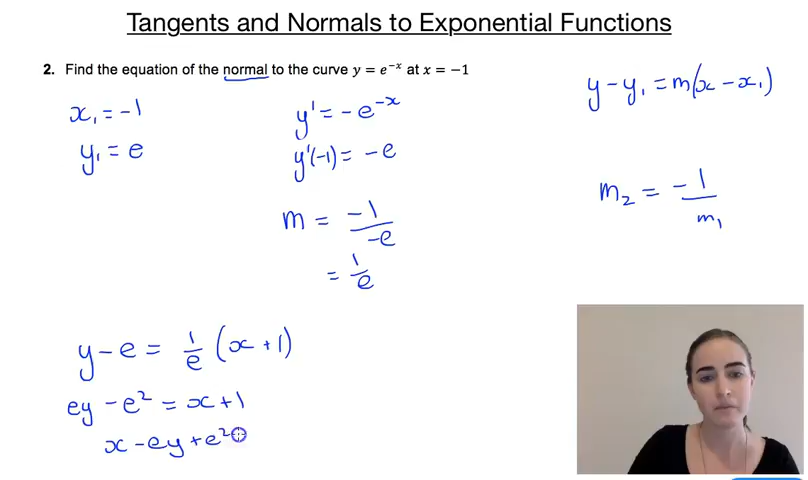 Tangents and Normals to Exponential Functions
2. Find the equation of the normal to the curve y = e⁻ˣ at x = −1
x₁ = −1
y₁ = e
y' = −e⁻ˣ
y'(−1) = −e
m = −1/−e
= 1/e
y − y₁ = m(x − x₁)
m₂ = −1/m₁
y − e = 1/e (x + 1)
ey − e² = x + 1
x − ey + e²